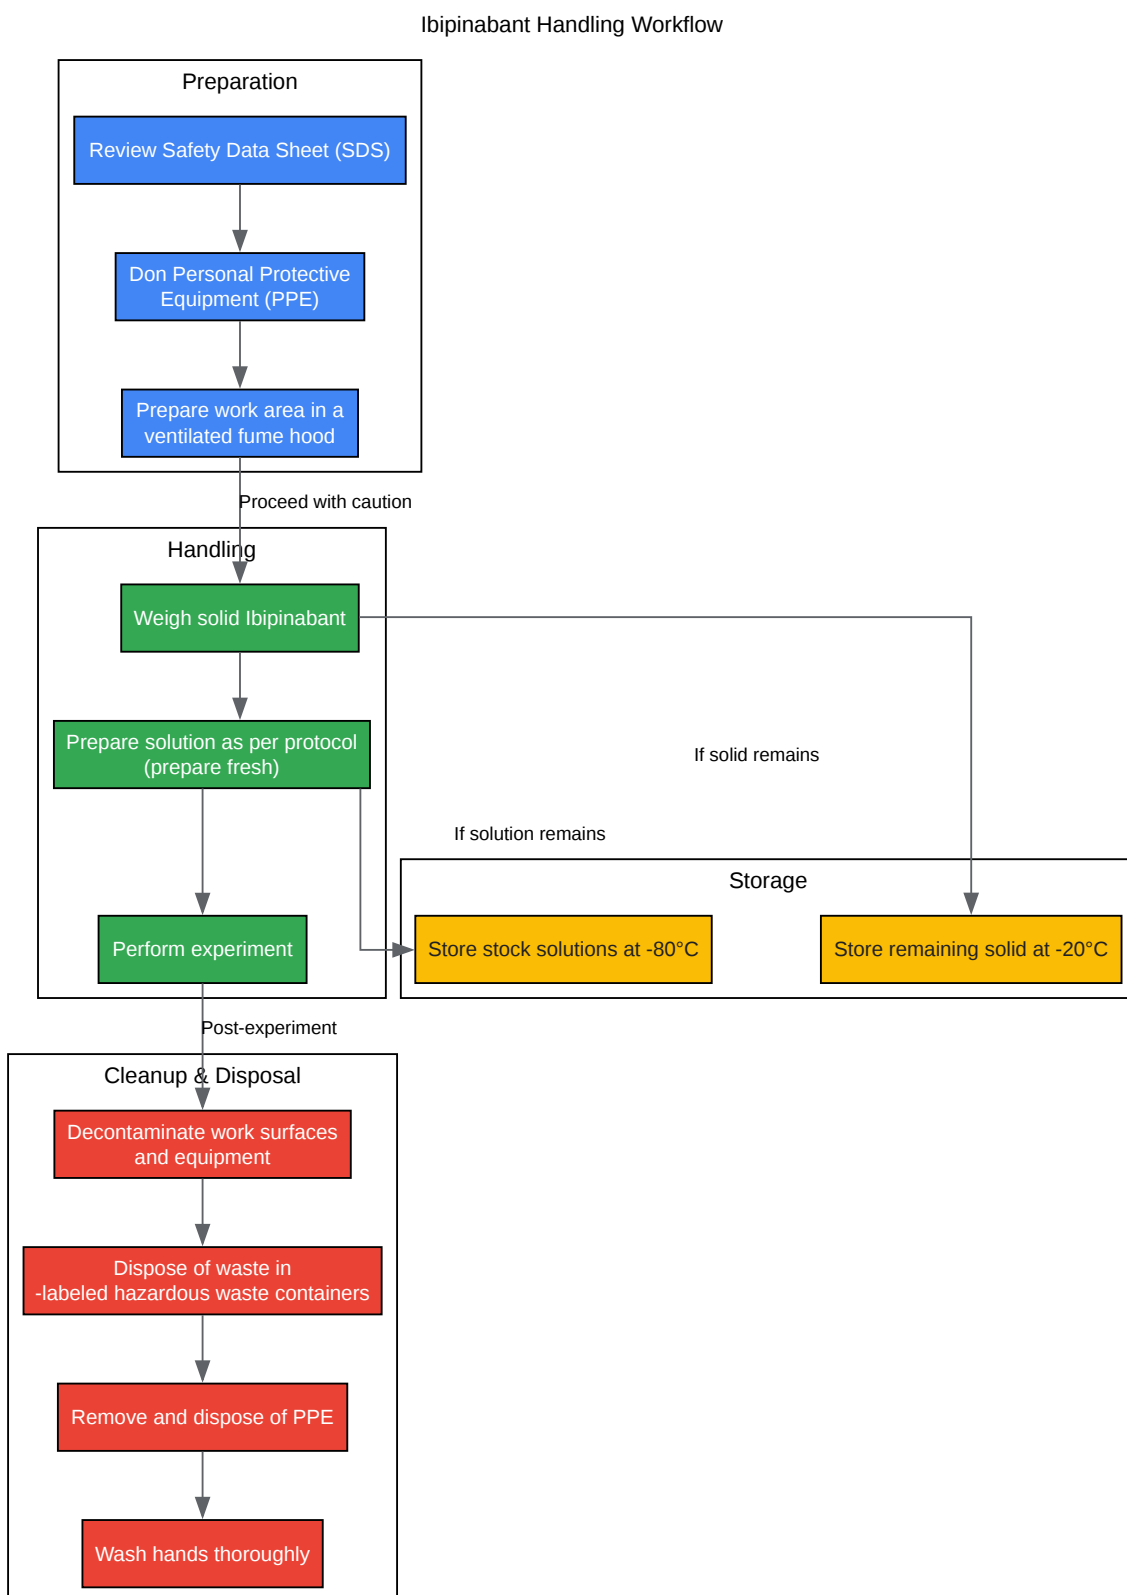 Ibipinabant Handling Workflow
Preparation
Review Safety Data Sheet (SDS)
Don Personal Protective
Equipment (PPE)
Prepare work area in a
ventilated fume hood
Proceed with caution
Handling
Weigh solid Ibipinabant
Prepare solution as per protocol
(prepare fresh)
If solid remains
If solution remains
Storage
Perform experiment
Store stock solutions at -80°C
Store remaining solid at -20°C
Post-experiment
Cleanup & Disposal
Decontaminate work surfaces
and equipment
Dispose of waste in
-labeled hazardous waste containers
Remove and dispose of PPE
Wash hands thoroughly